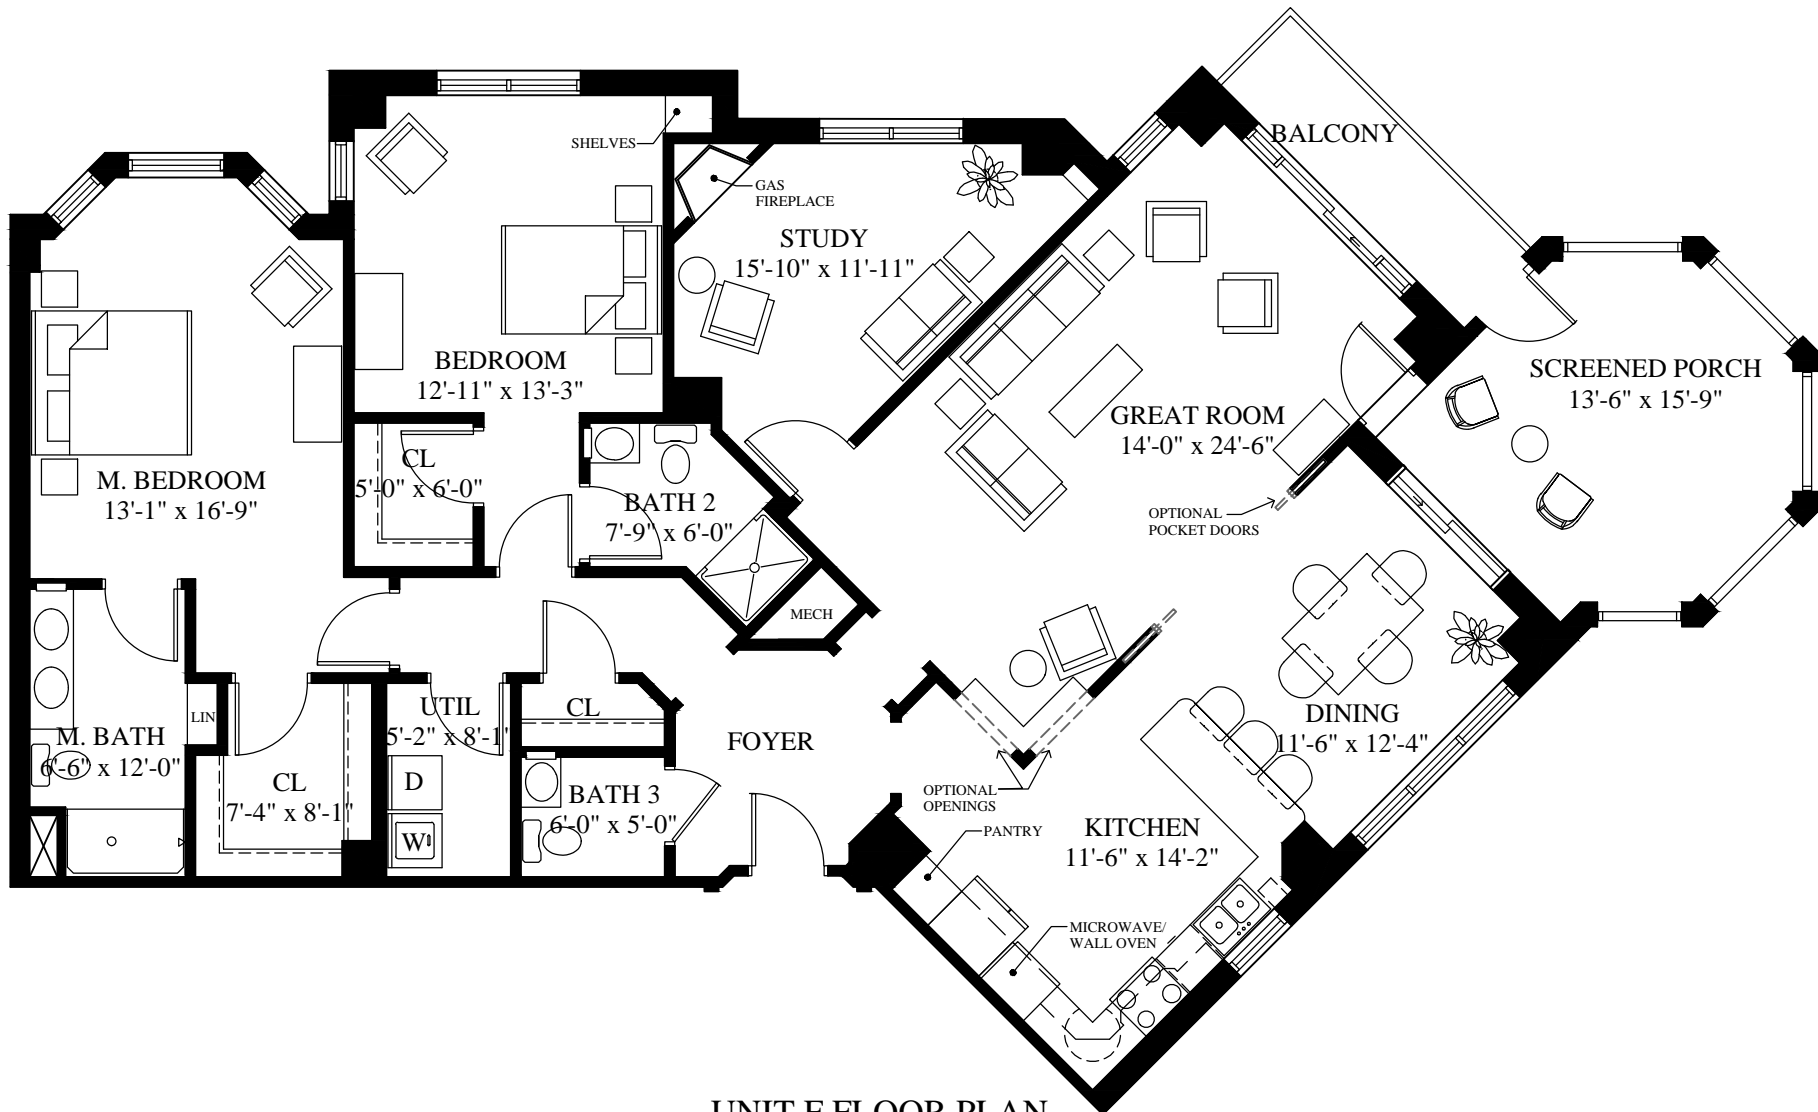 BALCONY
SHELVES
GAS
FIREPLACE
STUDY
15'-10" x 11'-11"
BEDROOM
12'-11" x 13'-3"
SCREENED PORCH
13'-6" x 15'-9"
GREAT ROOM
14'-0" x 24'-6"
M. BEDROOM
13'-1" x 16'-9"
CL
5'-0" x 6'-0"
BATH 2
7'-9" x 6'-0"
OPTIONAL
POCKET DOORS
MECH
LIN
UTIL
5'-2" x 8'-1"
CL
FOYER
DINING
11'-6" x 12'-4"
M. BATH
6'-6" x 12'-0"
CL
7'-4" x 8'-1"
D
W
BATH 3
6'-0" x 5'-0"
OPTIONAL
OPENINGS
PANTRY
KITCHEN
11'-6" x 14'-2"
MICROWAVE/
WALL OVEN
UNIT E FLOOR PLAN